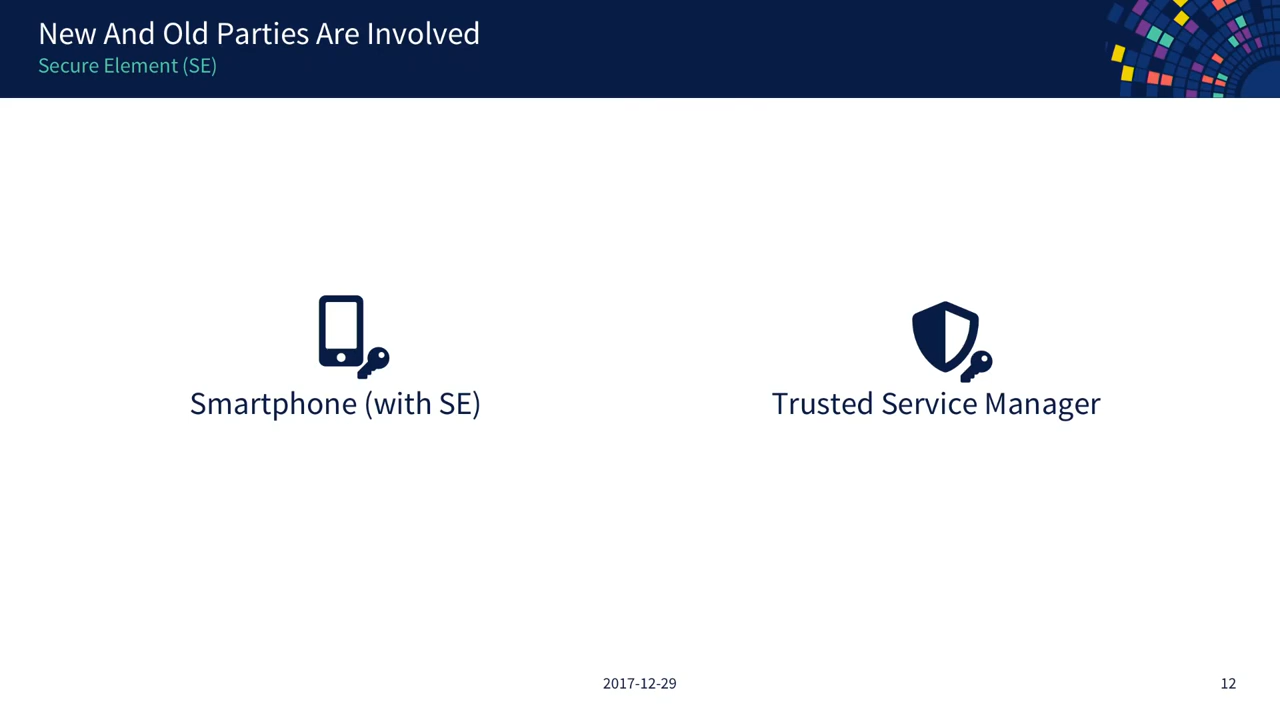 New And Old Parties Are Involved
Secure Element (SE)
Smartphone (with SE)
Trusted Service Manager
2017-12-29
12